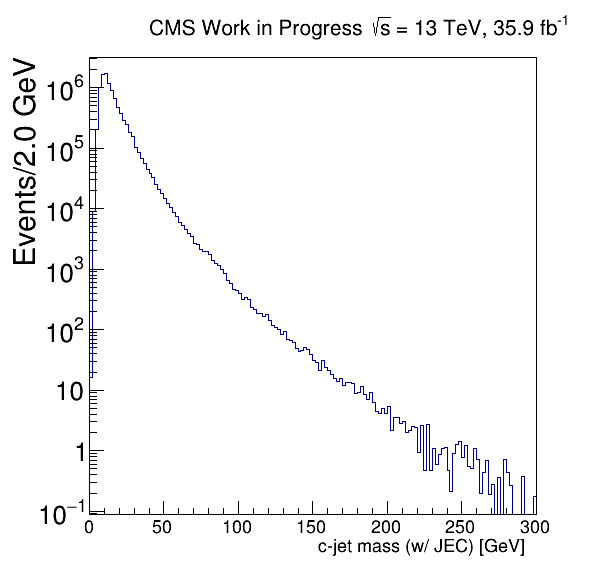 CMS Work in Progress √s = 13 TeV, 35.9 fb⁻¹
Events/2.0 GeV
10⁶
10⁵
10⁴
10³
10²
10
1
10⁻¹
0 50 100 150 200 250 300
c-jet mass (w/ JEC) [GeV]